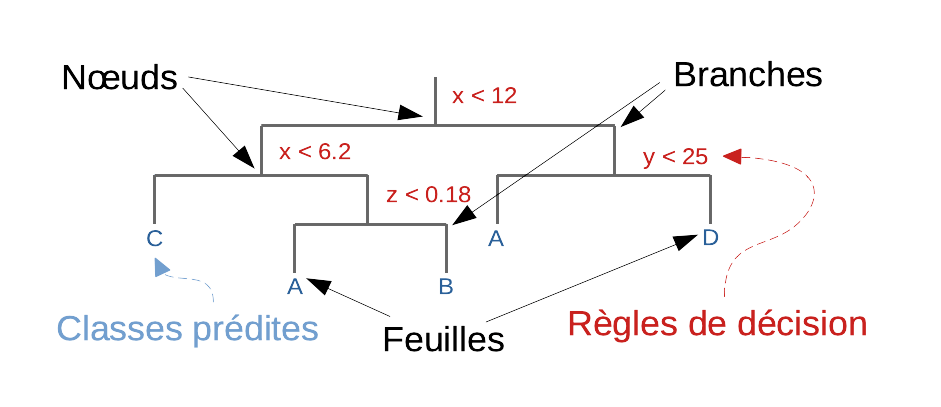 Nœuds
Branches
x < 12
x < 6.2
y < 25
z < 0.18
C
A
D
A
B
Classes prédites
Feuilles
Règles de décision